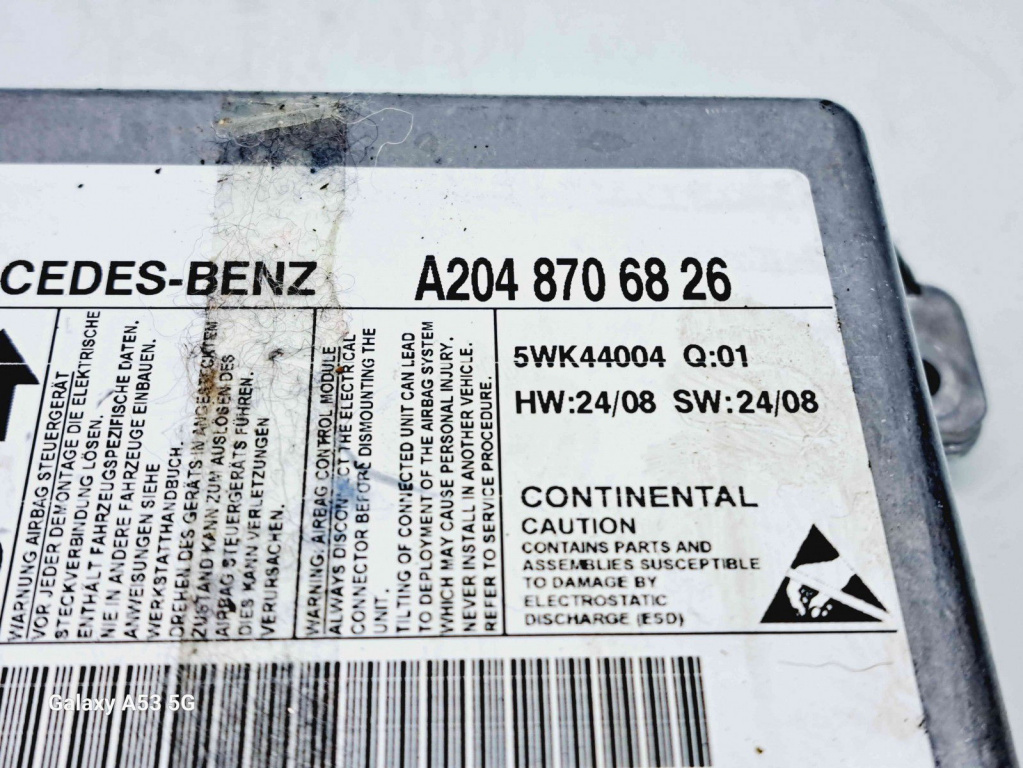 CEDES-BENZ
A204 870 68 26
WARNUNG AIRBAG STEUERGERÄT
VOR JEDER DEMONTAGE DIE ELEKTRISCHE
STECKVERBINDUNG LÖSEN.
ENTHÄLT FAHRZEUGSPEZIFISCHE DATEN.
NIE IN ANDERE FAHRZEUGE EINBAUEN.
ANWEISUNGEN SIEHE
WERKSTATTHANDBUCH.
DREHEN DES GERÄTS IN ANGESTECKTEM
ZUSTAND KANN ZUM AUSLÖSEN DES
AIRBAG STEUERGERÄTS FÜHREN.
DIES KANN VERLETZUNGEN
VERURSACHEN.
WARNING, AIRBAG CONTROL MODULE
ALWAYS DISCONNECT THE ELECTRICAL
CONNECTOR BEFORE DISMOUNTING THE
UNIT.
TILTING OF CONNECTED UNIT CAN LEAD
TO DEPLOYMENT OF THE AIRBAG SYSTEM
WHICH MAY CAUSE PERSONAL INJURY.
NEVER INSTALL IN ANOTHER VEHICLE.
REFER TO SERVICE PROCEDURE.
5WK44004 Q:01
HW:24/08 SW:24/08
CONTINENTAL
CAUTION
CONTAINS PARTS AND
ASSEMBLIES SUSCEPTIBLE
TO DAMAGE BY
ELECTROSTATIC
DISCHARGE (ESD)
Galaxy A53 5G